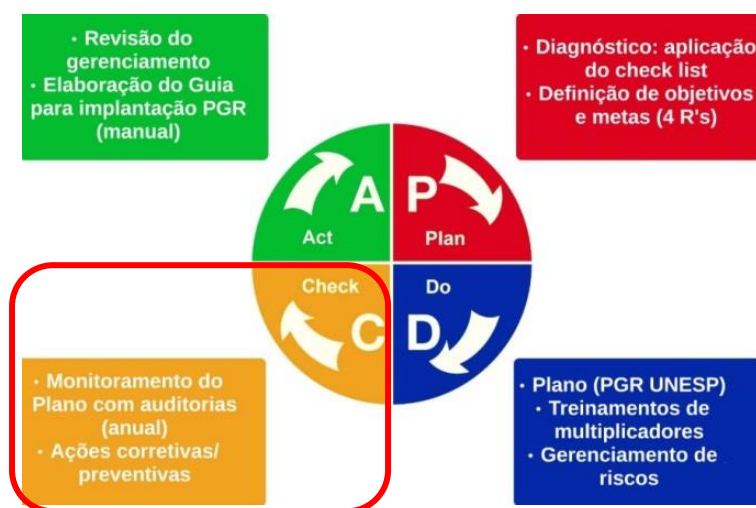 • Revisão do
gerenciamento
• Elaboração do Guia
para implantação PGR
(manual)
• Diagnóstico: aplicação
do check list
• Definição de objetivos
e metas (4 R's)
A P
Act Plan
Check Do
C D
• Monitoramento do
Plano com auditorias
(anual)
• Ações corretivas/
preventivas
• Plano (PGR UNESP)
• Treinamentos de
multiplicadores
• Gerenciamento de
riscos